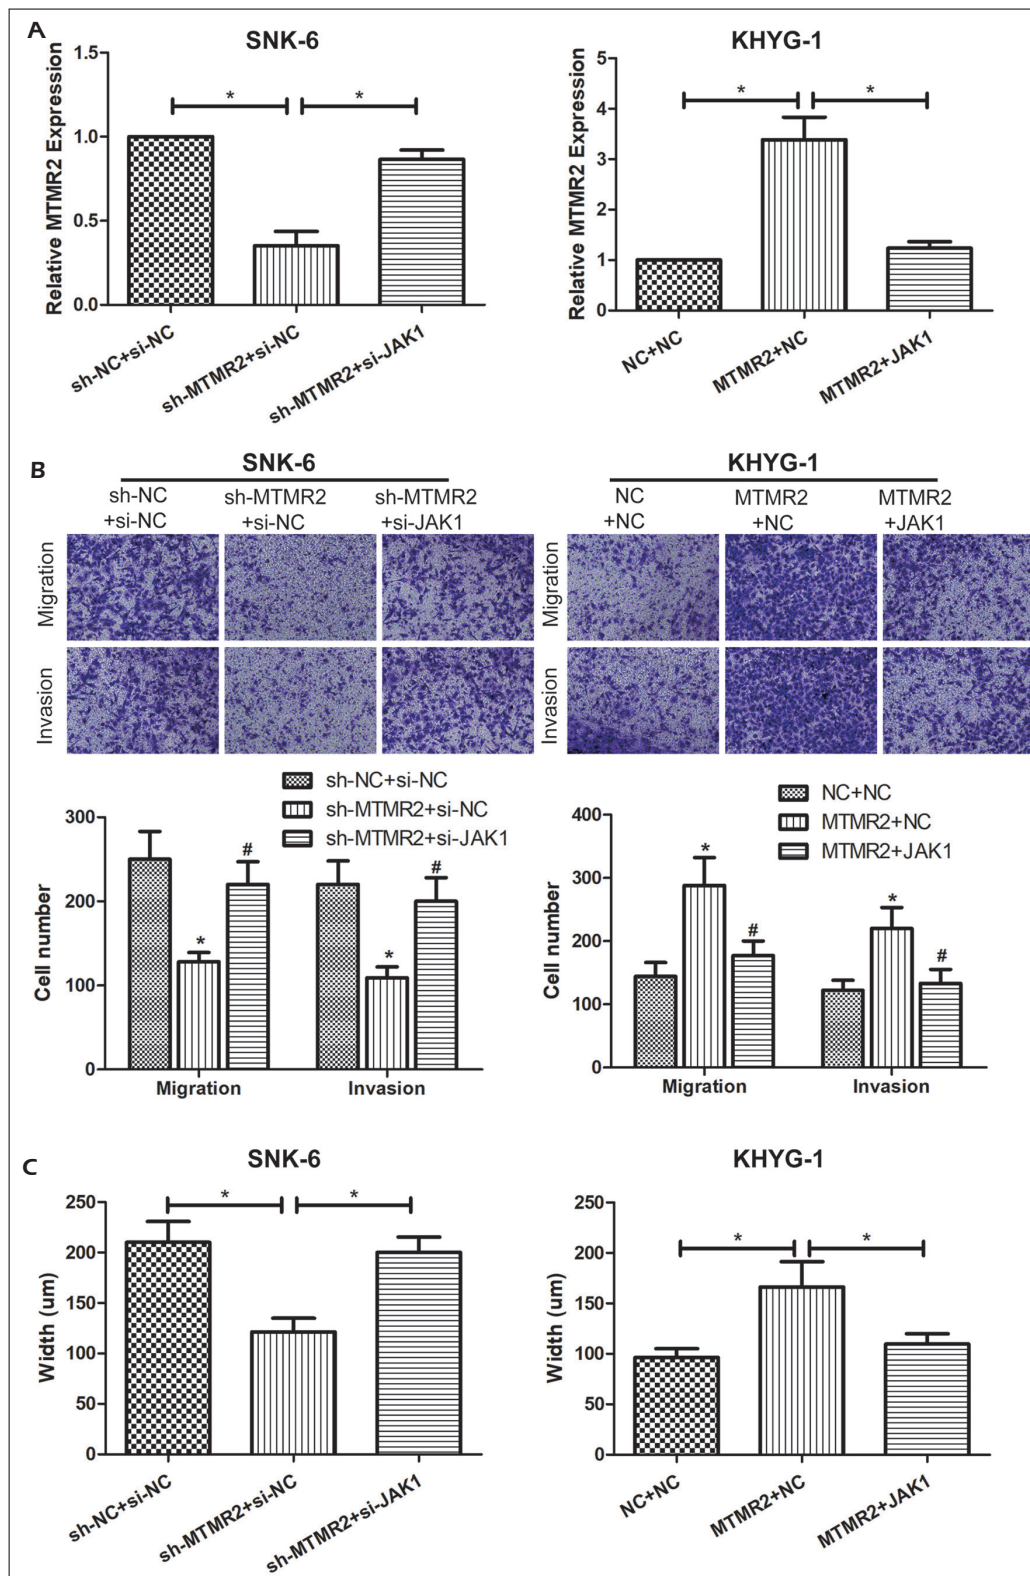 A
SNK-6
KHYG-1
Relative MTMR2 Expression
1.5
1.0
0.5
0.0
*
*
sh-NC+si-NC
sh-MTMR2+si-NC
sh-MTMR2+si-JAK1
Relative MTMR2 Expression
5
4
3
2
1
0
*
*
NC+NC
MTMR2+NC
MTMR2+JAK1
B
SNK-6
KHYG-1
sh-NC
+si-NC
sh-MTMR2
+si-NC
sh-MTMR2
+si-JAK1
NC
+NC
MTMR2
+NC
MTMR2
+JAK1
Migration
Invasion
Migration
Invasion
sh-NC+si-NC
sh-MTMR2+si-NC
sh-MTMR2+si-JAK1
Cell number
300
200
100
0
*
#
*
#
Migration
Invasion
NC+NC
MTMR2+NC
MTMR2+JAK1
Cell number
400
300
200
100
0
*
#
*
#
Migration
Invasion
C
SNK-6
KHYG-1
Width (um)
250
200
150
100
50
0
*
*
sh-NC+si-NC
sh-MTMR2+si-NC
sh-MTMR2+si-JAK1
Width (um)
250
200
150
100
50
0
*
*
NC+NC
MTMR2+NC
MTMR2+JAK1